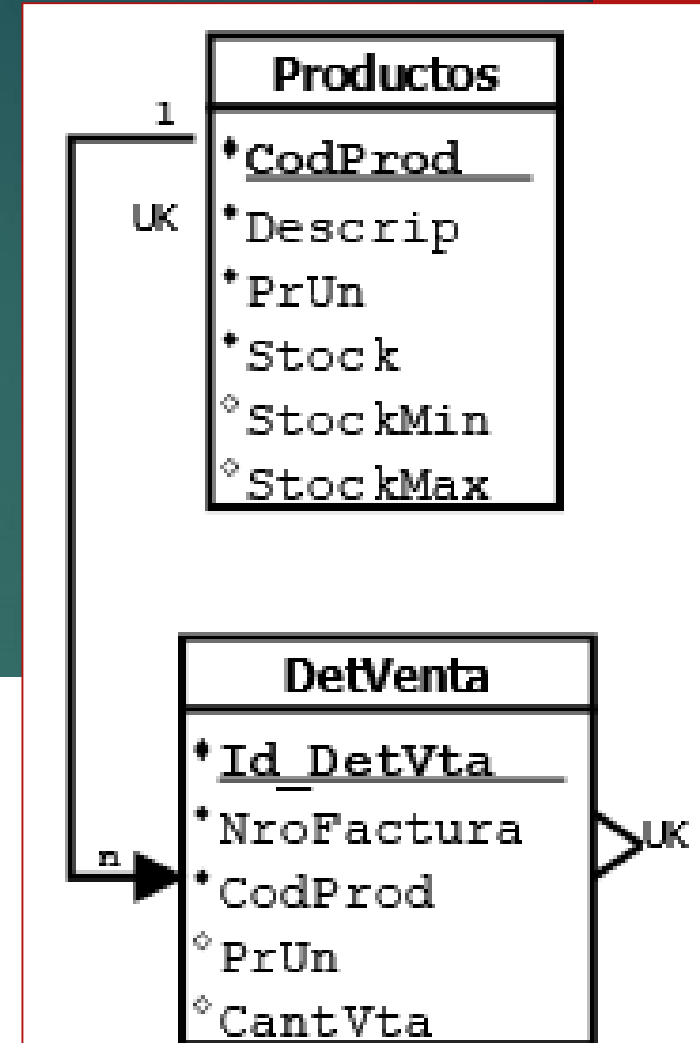 Productos
1
CodProd
UK
Descrip
PrUn
Stock
StockMin
StockMax
DetVenta
Id_DetVta
NroFactura
UK
n
CodProd
PrUn
CantVta